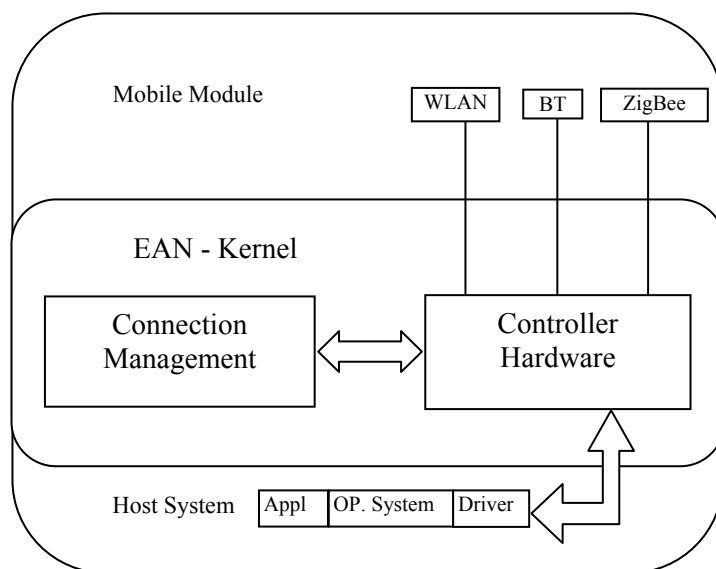 Mobile Module
WLAN
BT
ZigBee
EAN - Kernel
Connection
Management
Controller
Hardware
Host System
Appl
OP. System
Driver